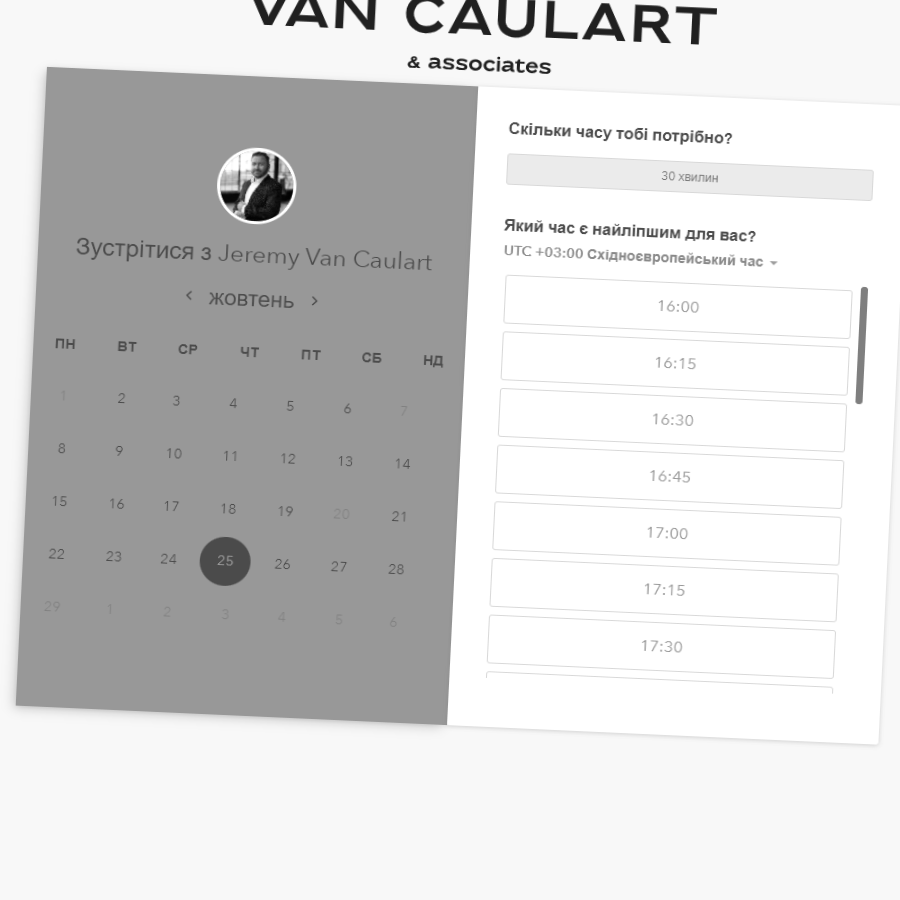 VAN CAULART
& associates
Зустрітися з Jeremy Van Caulart
жовтень
ПН ВТ СР ЧТ ПТ СБ НД
1 2 3 4 5 6 7
8 9 10 11 12 13 14
15 16 17 18 19 20 21
22 23 24 25 26 27 28
29 1 2 3 4 5 6
Скільки часу тобі потрібно?
30 хвилин
Який час є найліпшим для вас?
UTC +03:00 Східноєвропейський час
16:00
16:15
16:30
16:45
17:00
17:15
17:30